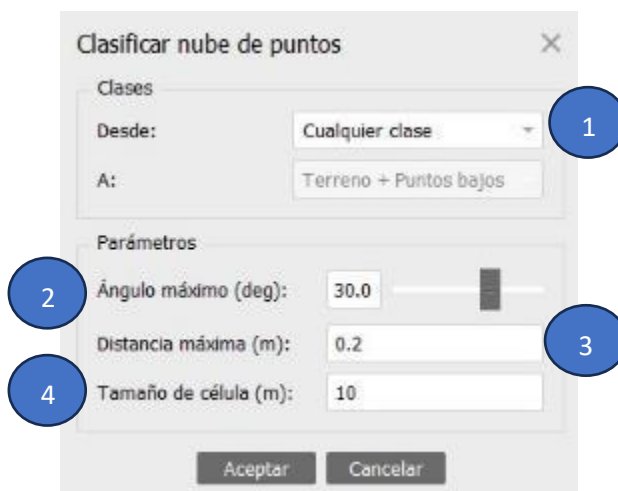 Clasificar nube de puntos
Clases
Desde: Cualquier clase 1
A: Terreno + Puntos bajos
Parámetros
2 Ángulo máximo (deg): 30.0
Distancia máxima (m): 0.2 3
4 Tamaño de célula (m): 10
Aceptar Cancelar